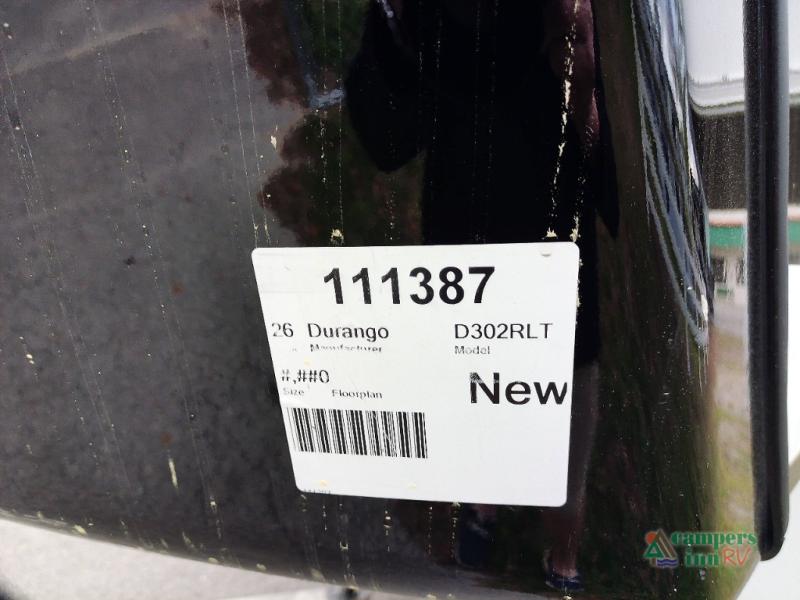 111387
26 Durango D302RLT
Manufacturer Model
#,##0 New
Size Floorplan
campers
inn RV